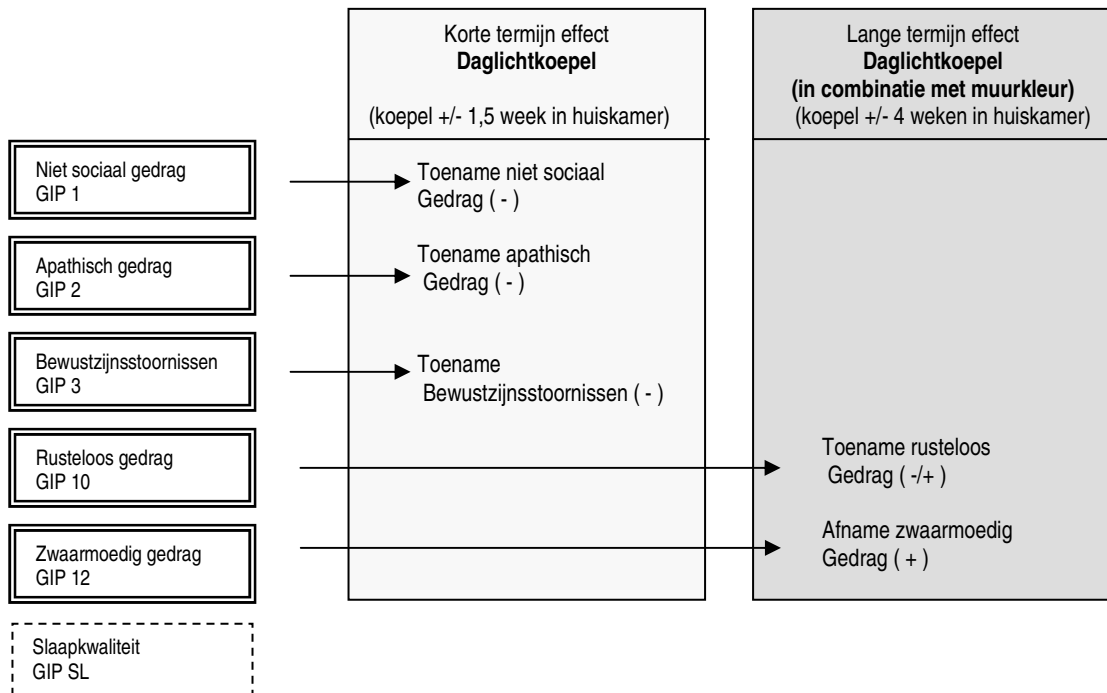 Korte termijn effect
Daglichtkoepel
(koepel +/- 1,5 week in huiskamer)
Lange termijn effect
Daglichtkoepel
(in combinatie met muurkleur)
(koepel +/- 4 weken in huiskamer)
Niet sociaal gedrag
GIP 1
Toename niet sociaal
Gedrag ( - )
Apathisch gedrag
GIP 2
Toename apathisch
Gedrag ( - )
Bewustzijnsstoornissen
GIP 3
Toename
Bewustzijnsstoornissen ( - )
Rusteloos gedrag
GIP 10
Toename rusteloos
Gedrag ( -/+ )
Zwaarmoedig gedrag
GIP 12
Afname zwaarmoedig
Gedrag ( + )
Slaapkwaliteit
GIP SL